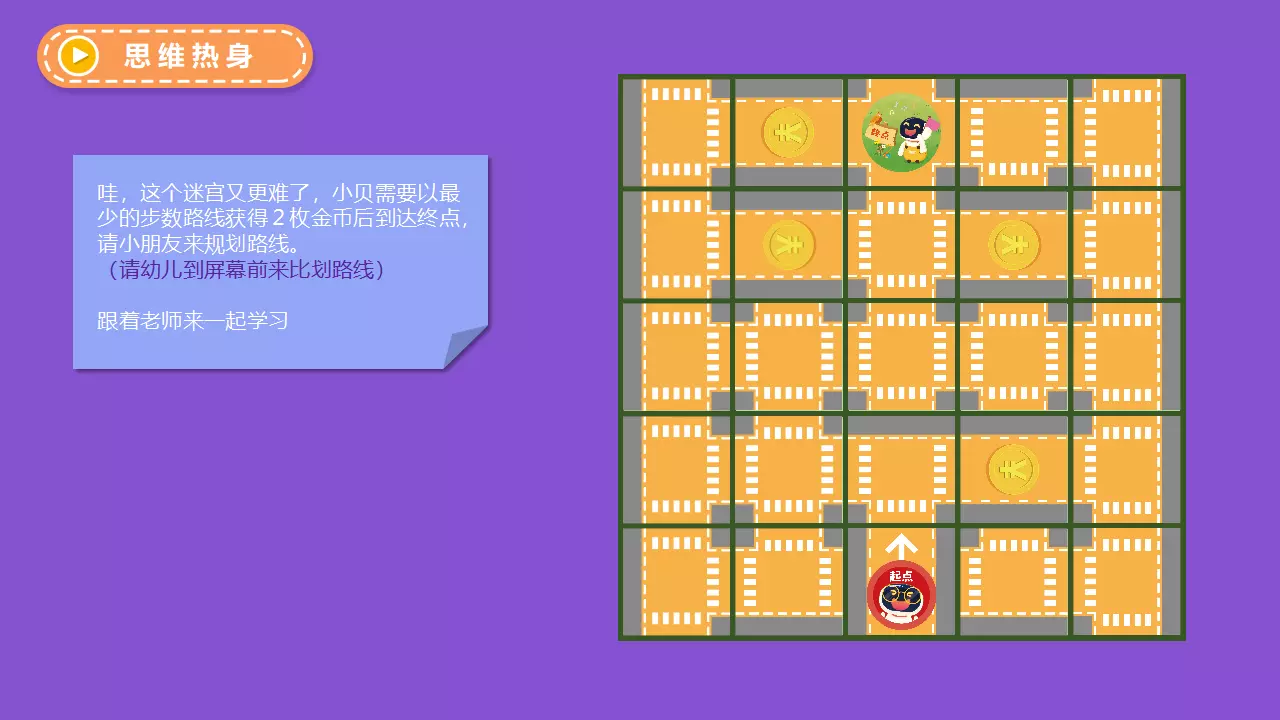 思维热身
哇，这个迷宫又更难了，小贝需要以最
少的步数路线获得2枚金币后到达终点，
请小朋友来规划路线。
（请幼儿到屏幕前来比划路线）
跟着老师来一起学习
终点
起点